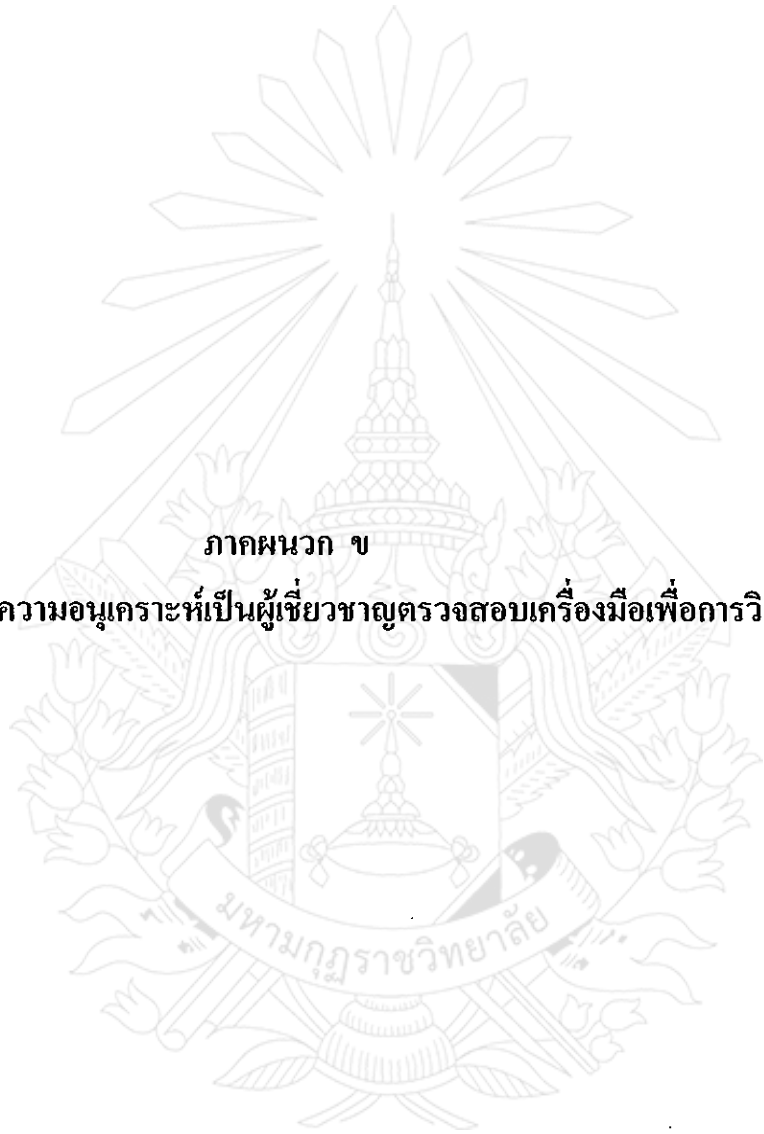 ภาคผนวก ข
ความอนุเคราะห์เป็นผู้เชี่ยวชาญตรวจสอบเครื่องมือเพื่อการวิ
มหามกุฏราชวิทยาลัย